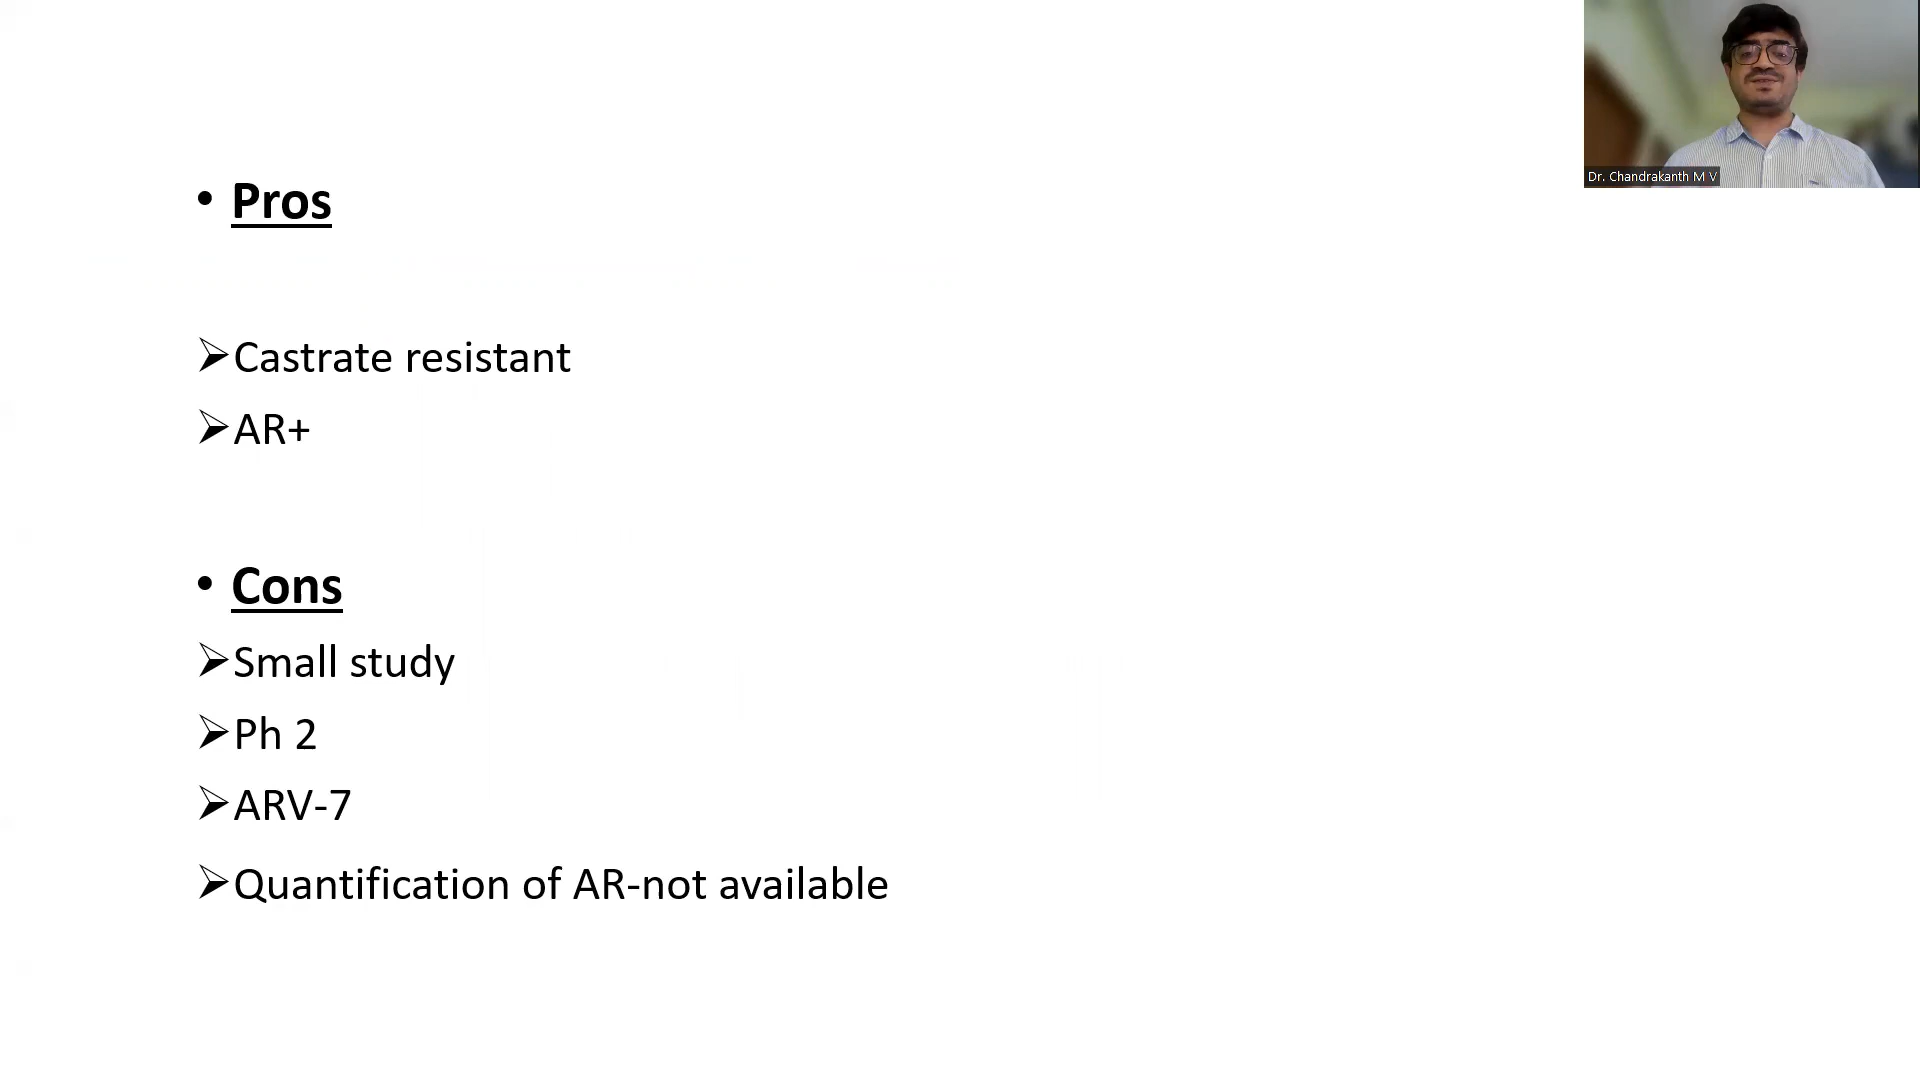 Dr. Chandrakanth M V
• Pros
➢Castrate resistant
➢AR+
• Cons
➢Small study
➢Ph 2
➢ARV-7
➢Quantification of AR-not available